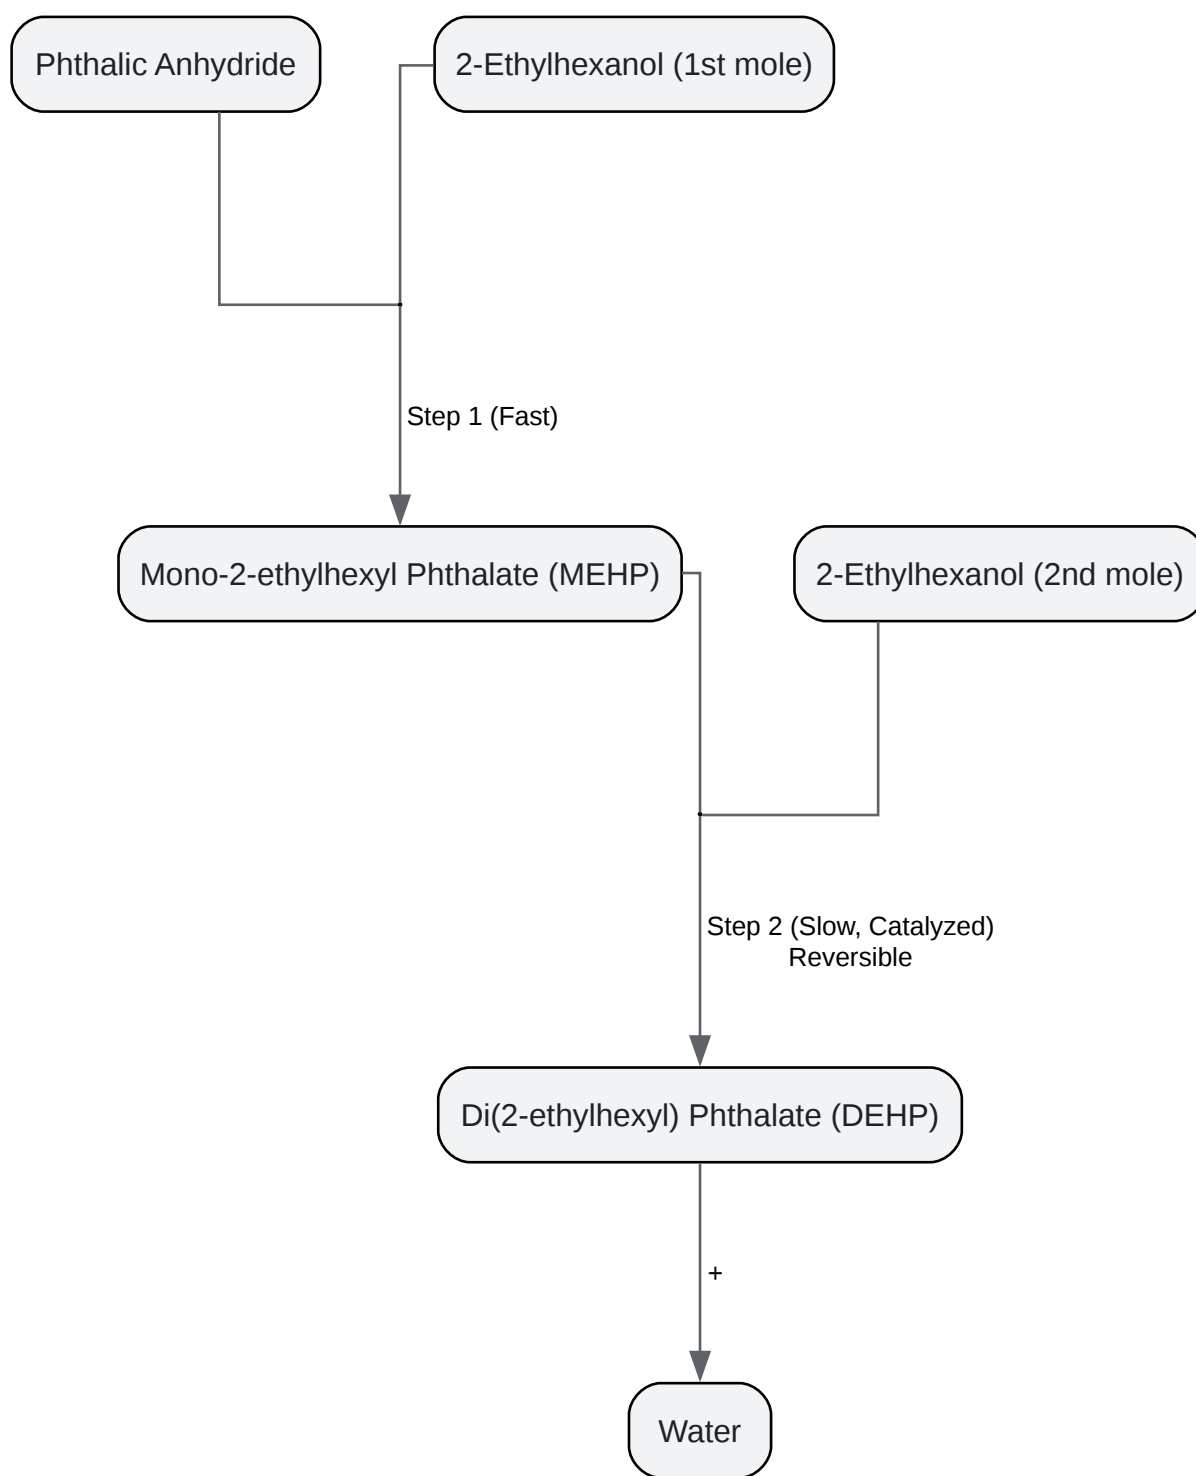 Phthalic Anhydride
2-Ethylhexanol (1st mole)
Step 1 (Fast)
Mono-2-ethylhexyl Phthalate (MEHP)
2-Ethylhexanol (2nd mole)
Step 2 (Slow, Catalyzed)
Reversible
Di(2-ethylhexyl) Phthalate (DEHP)
+
Water